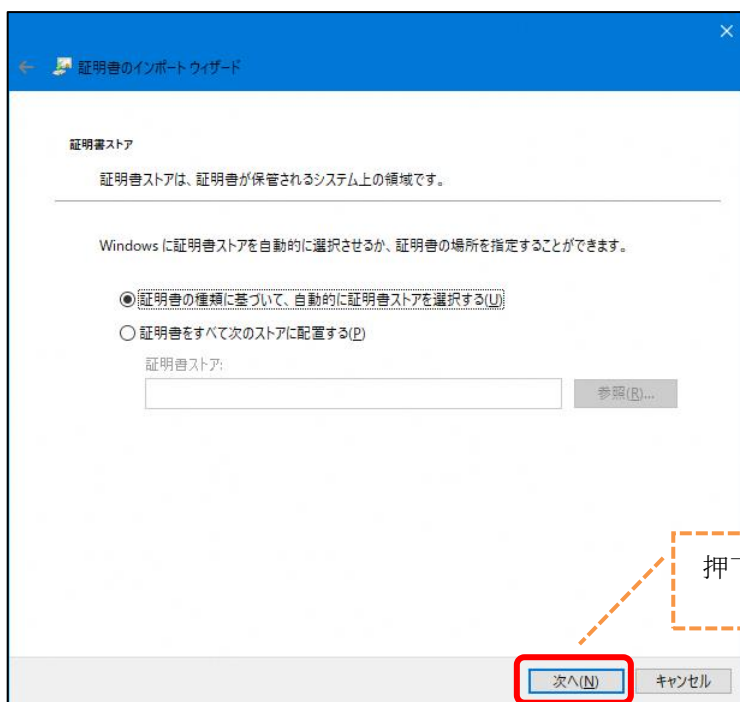 証明書のインポート ウィザード
証明書ストア
証明書ストアは、証明書が保管されるシステム上の領域です。
Windows に証明書ストアを自動的に選択させるか、証明書の場所を指定することができます。
証明書の種類に基づいて、自動的に証明書ストアを選択する(U)
証明書をすべて次のストアに配置する(P)
証明書ストア:
参照(R)...
押下
次へ(N) キャンセル